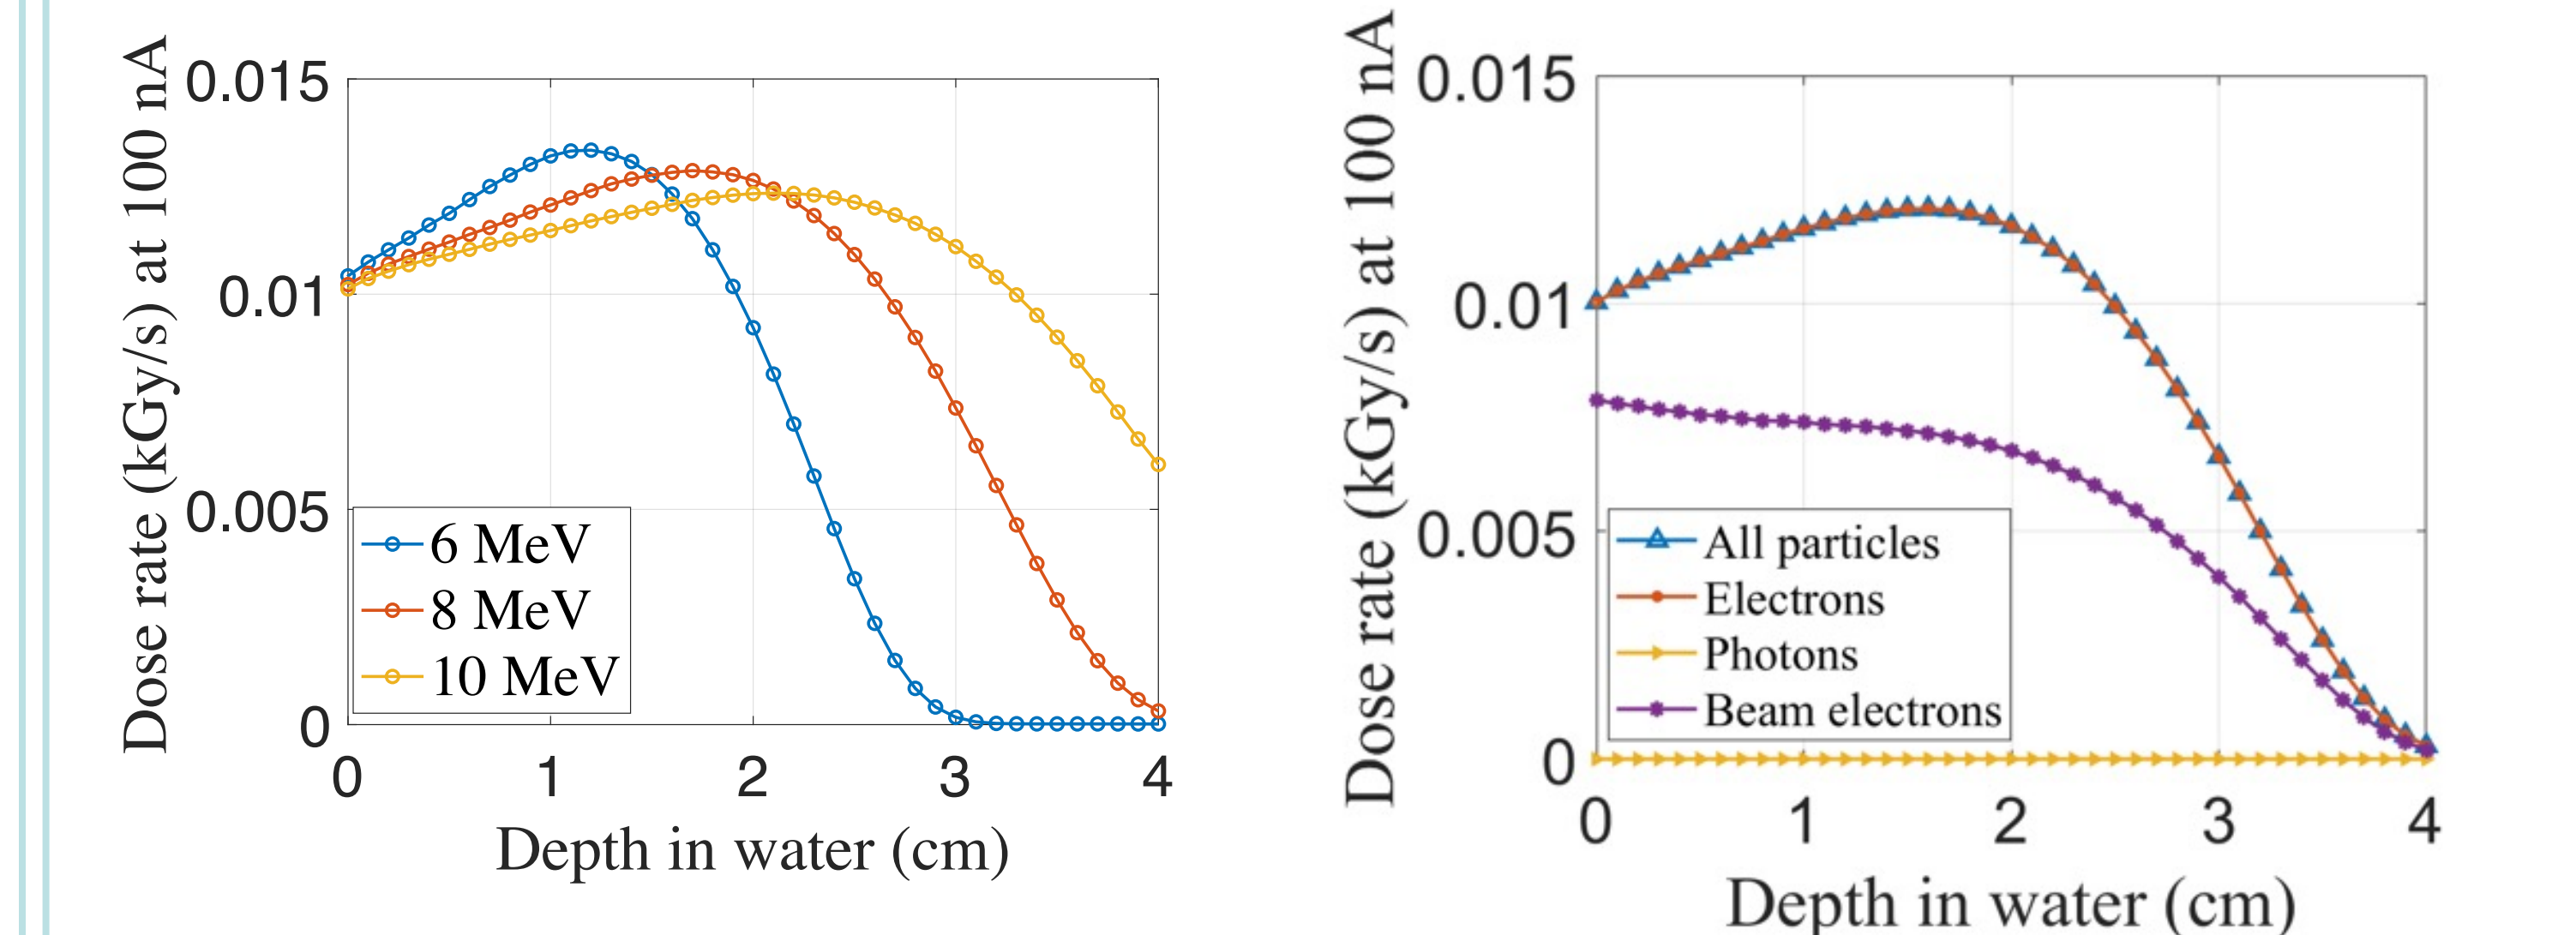 Dose rate (kGy/s) at 100 nA
0.015
0.01
0.005
0
0 1 2 3 4
Depth in water (cm)
6 MeV
8 MeV
10 MeV
Dose rate (kGy/s) at 100 nA
0.015
0.01
0.005
0
0 1 2 3 4
Depth in water (cm)
All particles
Electrons
Photons
Beam electrons